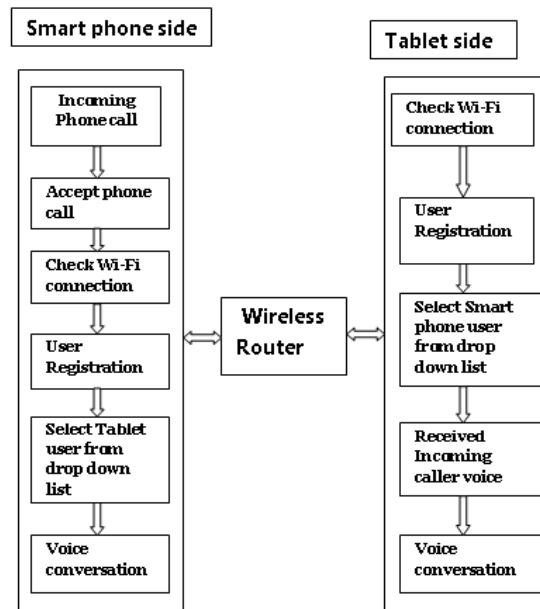 Smart phone side
Incoming
Phone call
Accept phone
call
Check Wi-Fi
connection
User
Registration
Select Tablet
user from
drop down
list
Voice
conversation
Wireless
Router
Tablet side
Check Wi-Fi
connection
User
Registration
Select Smart
phone user
from drop
down list
Received
Incoming
caller voice
Voice
conversation